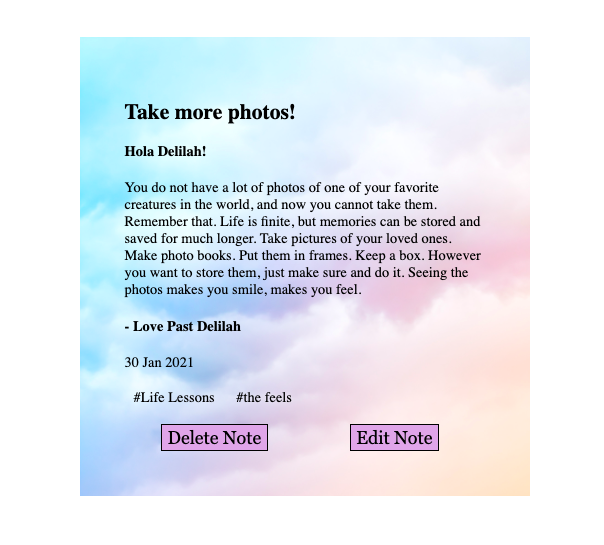 Take more photos!
Hola Delilah!
You do not have a lot of photos of one of your favorite
creatures in the world, and now you cannot take them.
Remember that. Life is finite, but memories can be stored and
saved for much longer. Take pictures of your loved ones.
Make photo books. Put them in frames. Keep a box. However
you want to store them, just make sure and do it. Seeing the
photos makes you smile, makes you feel.
- Love Past Delilah
30 Jan 2021
#Life Lessons #the feels
Delete Note Edit Note